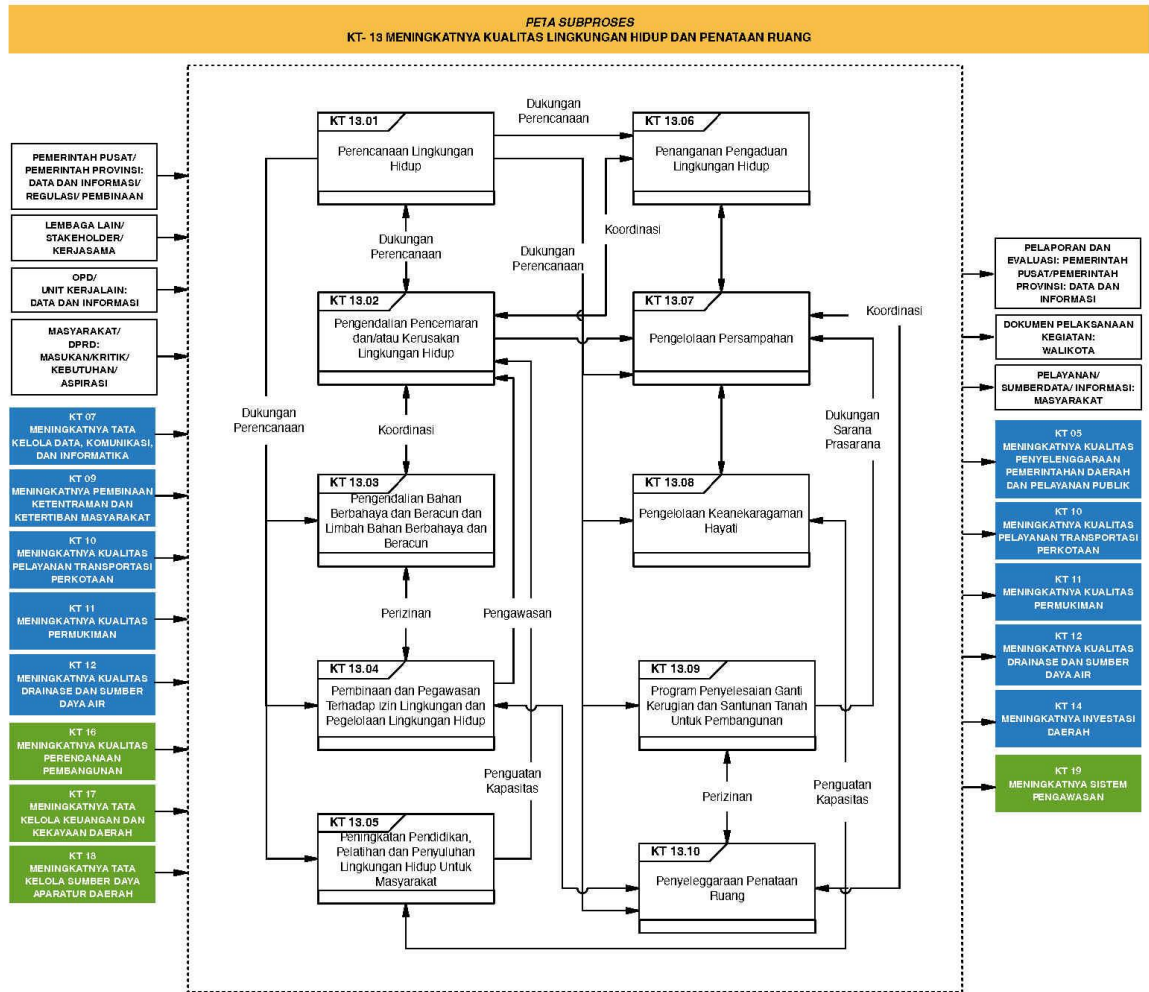 PETA SUBPROSES
KT- 13 MENINGKATNYA KUALITAS LINGKUNGAN HIDUP DAN PENATAAN RUANG
PEMERINTAH PUSAT/
PEMERINTAH PROVINSI:
DATA DAN INFORMASI/
REGULASI/ PEMBINAAN
LEMBAGA LAIN/
STAKEHOLDER/
KERJASAMA
OPD/
UNIT KERJALAIN:
DATA DAN INFORMASI
MASYARAKAT/
DPRD:
MASUKAN/KRITIK/
KEBUTUHAN/
ASPIRASI
KT 07
MENINGKATNYA TATA
KELOLA DATA, KOMUNIKASI,
DAN INFORMATIKA
KT 09
MENINGKATNYA PEMBINAAN
KETENTRAMAN DAN
KETERTIBAN MASYARAKAT
KT 10
MENINGKATNYA KUALITAS
PELAYANAN TRANSPORTASI
PERKOTAAN
KT 11
MENINGKATNYA KUALITAS
PERMUKIMAN
KT 12
MENINGKATNYA KUALITAS
DRAINASE DAN SUMBER
DAYA AIR
KT 16
MENINGKATNYA KUALITAS
PERENCANAAN
PEMBANGUNAN
KT 17
MENINGKATNYA TATA
KELOLA KEUANGAN DAN
KEKAYAAN DAERAH
KT 18
MENINGKATNYA TATA
KELOLA SUMBER DAYA
APARATUR DAERAH
KT 13.01
Perencanaan Lingkungan
Hidup
Dukungan
Perencanaan
KT 13.06
Penanganan Pengaduan
Lingkungan Hidup
Dukungan
Perencanaan
Dukungan
Perencanaan
Koordinasi
KT 13.02
Pengendalian Pencemaran
dan/atau Kerusakan
Lingkungan Hidup
KT 13.07
Pengelolaan Persampahan
Koordinasi
Dukungan
Perencanaan
Koordinasi
Dukungan
Sarana
Prasarana
KT 13.03
Pengendalian Bahan
Berbahaya dan Beracun dan
Limbah Bahan Berbahaya dan
Beracun
KT 13.08
Pengelolaan Keanekaragaman
Hayati
Perizinan
Pengawasan
KT 13.04
Pembinaan dan Pegawasan
Terhadap izin Lingkungan dan
Pegelolaan Lingkungan Hidup
KT 13.09
Program Penyelesaian Ganti
Kerugian dan Santunan Tanah
Untuk Pembangunan
Penguatan
Kapasitas
Perizinan
Penguatan
Kapasitas
KT 13.05
Peningkatan Pendidikan,
Pelatihan dan Penyuluhan
Lingkungan Hidup Untuk
Masyarakat
KT 13.10
Penyeleggaraan Penataan
Ruang
PELAPORAN DAN
EVALUASI: PEMERINTAH
PUSAT/PEMERINTAH
PROVINSI: DATA DAN
INFORMASI
DOKUMEN PELAKSANAAN
KEGIATAN:
WALIKOTA
PELAYANAN/
SUMBERDATA/ INFORMASI:
MASYARAKAT
KT 05
MENINGKATNYA KUALITAS
PENYELENGGARAAN
PEMERINTAHAN DAERAH
DAN PELAYANAN PUBLIK
KT 10
MENINGKATNYA KUALITAS
PELAYANAN TRANSPORTASI
PERKOTAAN
KT 11
MENINGKATNYA KUALITAS
PERMUKIMAN
KT 12
MENINGKATNYA KUALITAS
DRAINASE DAN SUMBER
DAYA AIR
KT 14
MENINGKATNYA INVESTASI
DAERAH
KT 19
MENINGKATNYA SISTEM
PENGAWASAN